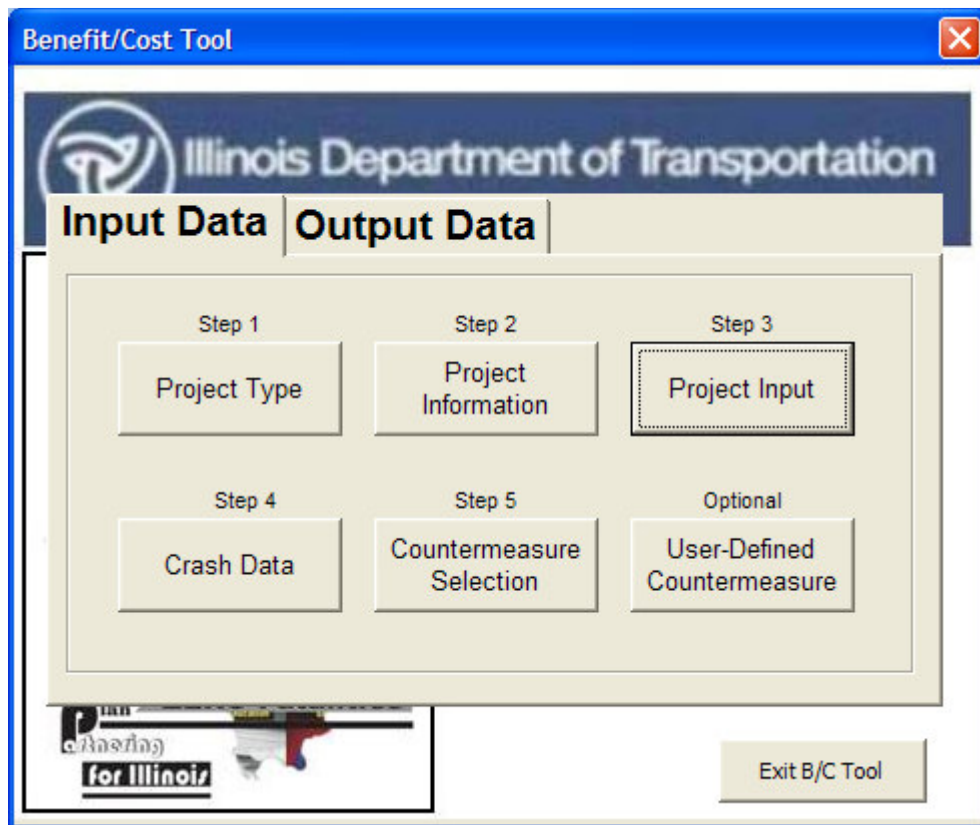 Benefit/Cost Tool
Illinois Department of Transportation
Input Data
Output Data
Step 1
Step 2
Step 3
Project Type
Project
Information
Project Input
Step 4
Step 5
Optional
Crash Data
Countermeasure
Selection
User-Defined
Countermeasure
Plan
for Illinois
Exit B/C Tool